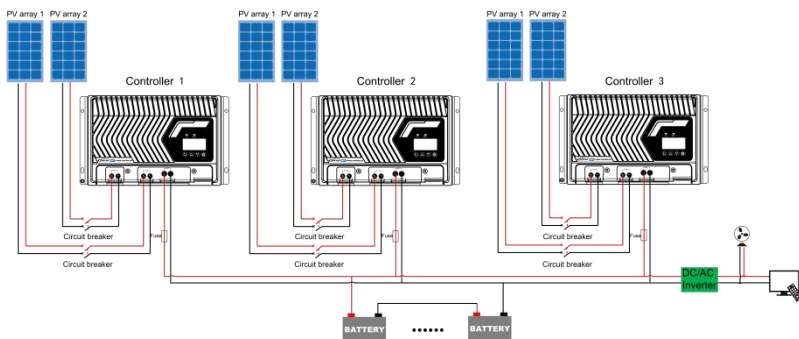 PV array 1 PV array 2
PV array 1 PV array 2
PV array 1 PV array 2
Controller 1
Controller 2
Controller 3
Circuit breaker
Fuse
Circuit breaker
Circuit breaker
Fuse
Circuit breaker
Circuit breaker
Fuse
Circuit breaker
DC/AC
Inverter
BATTERY
......
BATTERY